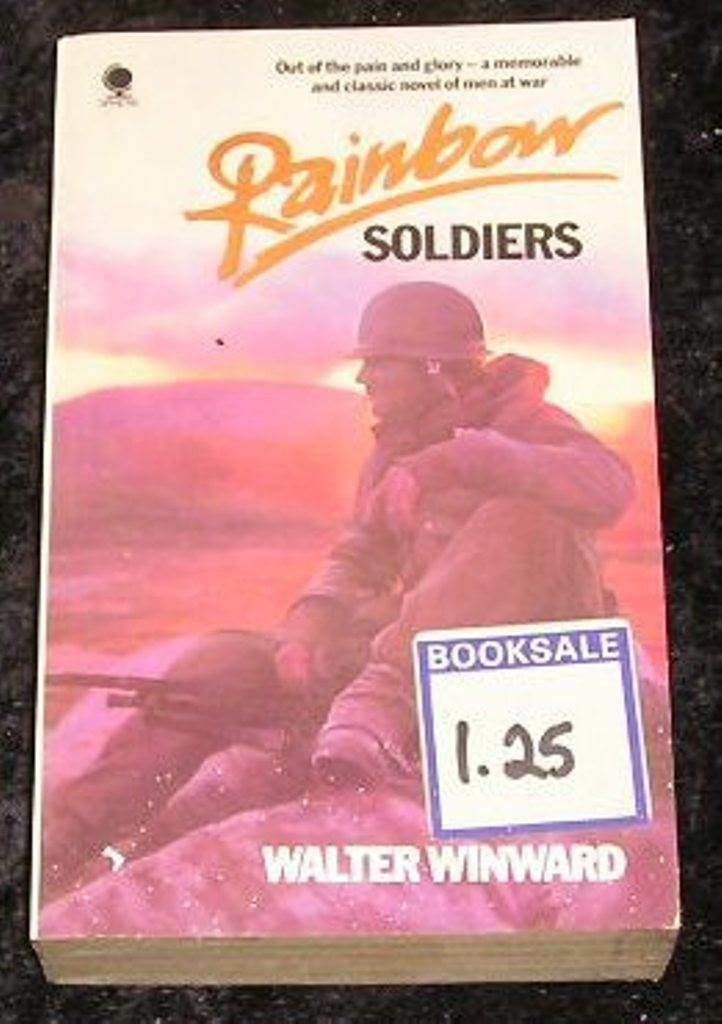 Out of the pain and glory – a memorable
and classic novel of men at war
Rainbow
SOLDIERS
BOOKSALE
1.25
WALTER WINWARD